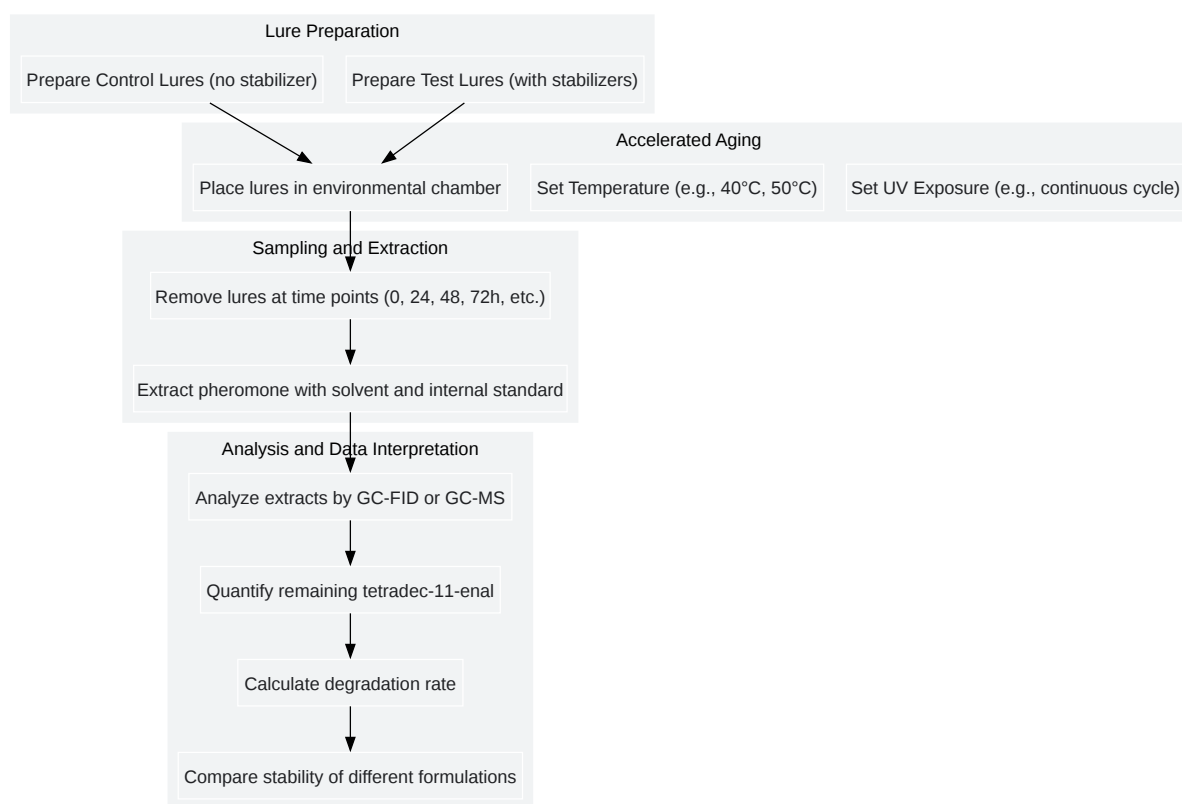 Lure Preparation
Prepare Control Lures (no stabilizer)
Prepare Test Lures (with stabilizers)
Accelerated Aging
Place lures in environmental chamber
Set Temperature (e.g., 40°C, 50°C)
Set UV Exposure (e.g., continuous cycle)
Sampling and Extraction
Remove lures at time points (0, 24, 48, 72h, etc.)
Extract pheromone with solvent and internal standard
Analysis and Data Interpretation
Analyze extracts by GC-FID or GC-MS
Quantify remaining tetradec-11-enal
Calculate degradation rate
Compare stability of different formulations